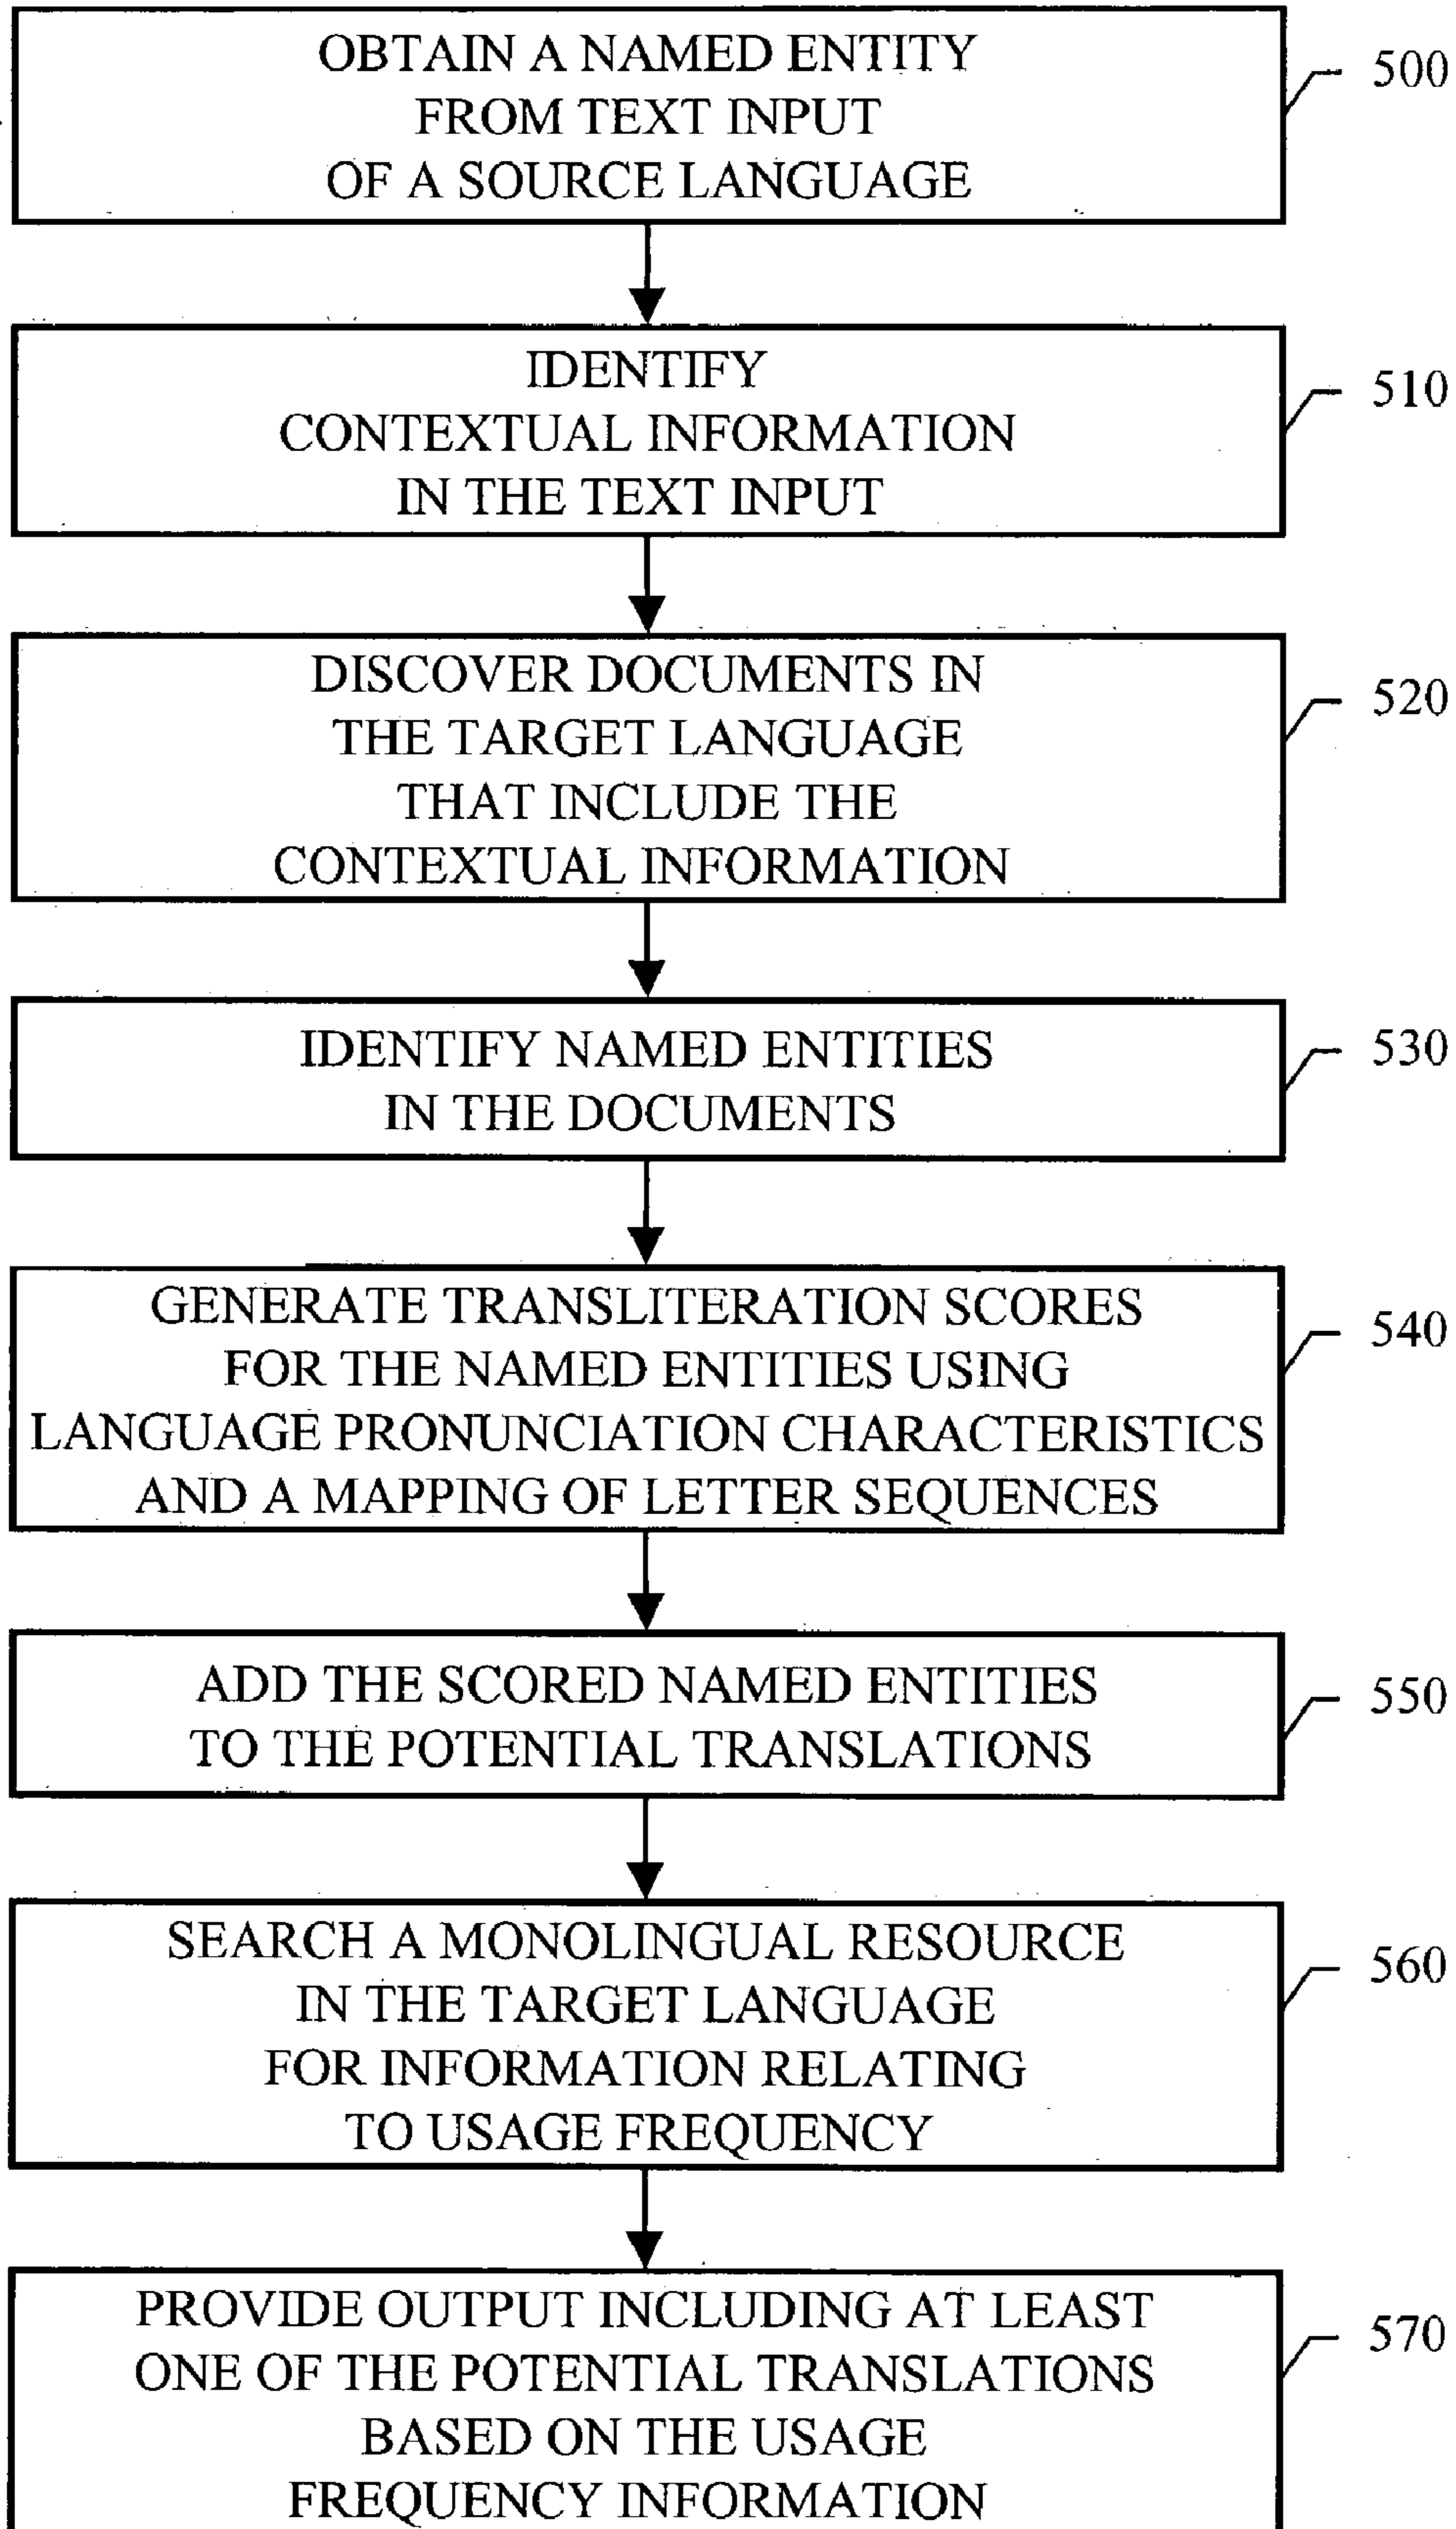 OBTAIN A NAMED ENTITY
FROM TEXT INPUT
OF A SOURCE LANGUAGE
500
IDENTIFY
CONTEXTUAL INFORMATION
IN THE TEXT INPUT
510
DISCOVER DOCUMENTS IN
THE TARGET LANGUAGE
THAT INCLUDE THE
CONTEXTUAL INFORMATION
520
IDENTIFY NAMED ENTITIES
IN THE DOCUMENTS
530
GENERATE TRANSLITERATION SCORES
FOR THE NAMED ENTITIES USING
LANGUAGE PRONUNCIATION CHARACTERISTICS
AND A MAPPING OF LETTER SEQUENCES
540
ADD THE SCORED NAMED ENTITIES
TO THE POTENTIAL TRANSLATIONS
550
SEARCH A MONOLINGUAL RESOURCE
IN THE TARGET LANGUAGE
FOR INFORMATION RELATING
TO USAGE FREQUENCY
560
PROVIDE OUTPUT INCLUDING AT LEAST
ONE OF THE POTENTIAL TRANSLATIONS
BASED ON THE USAGE
FREQUENCY INFORMATION
570